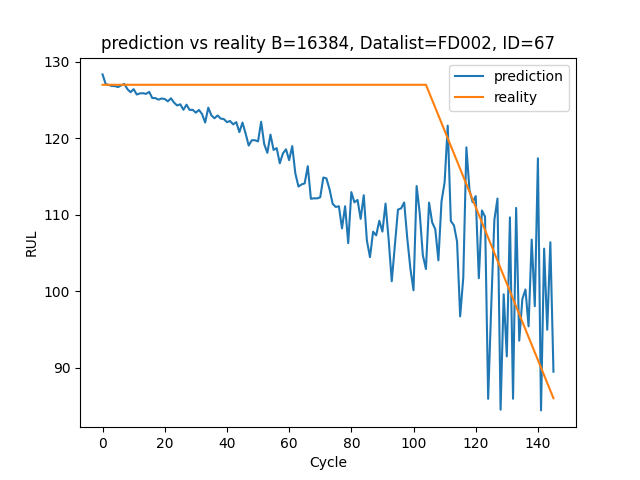 prediction vs reality B=16384, Datalist=FD002, ID=67
prediction
reality
130
120
110
100
90
RUL
0 20 40 60 80 100 120 140
Cycle